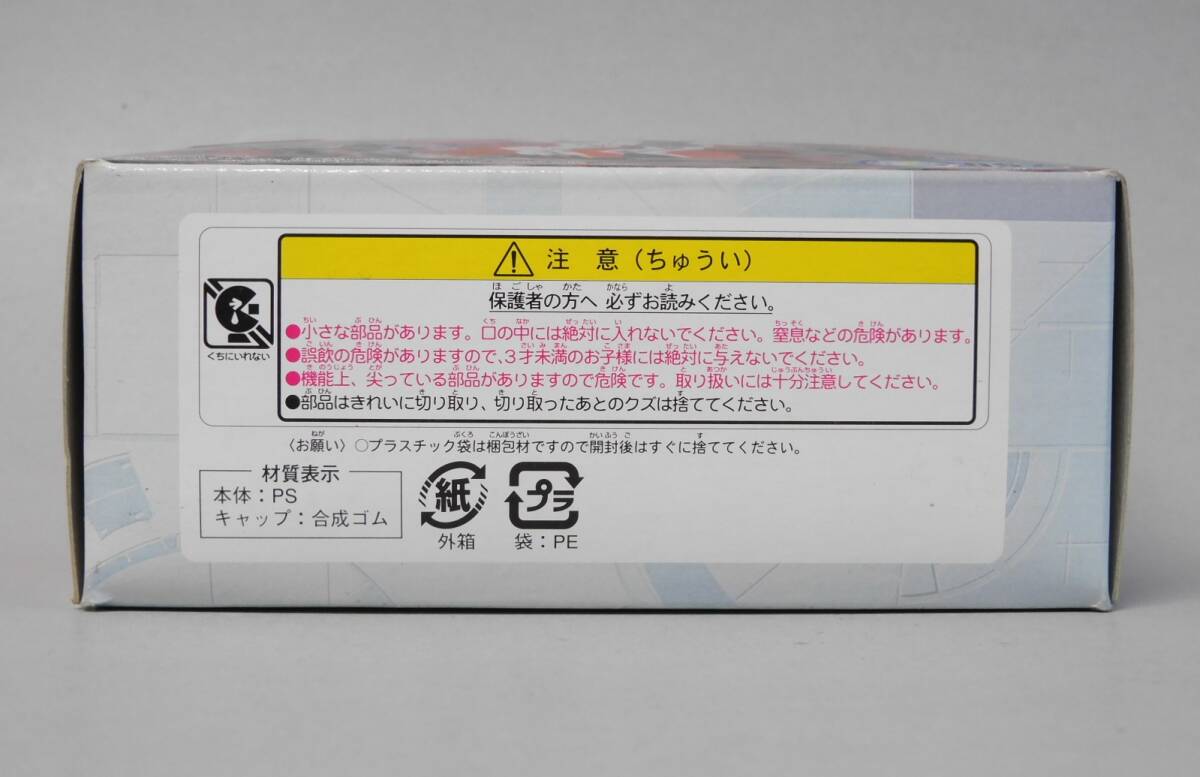 注 意（ちゅうい）
保護者の方へ 必ずお読みください。
●小さな部品があります。口の中には絶対に入れないでください。窒息などの危険があります。
●誤飲の危険がありますので、3才未満のお子様には絶対に与えないでください。
●機能上、尖っている部品がありますので危険です。取り扱いには十分注意してください。
●部品はきれいに切り取り、切り取ったあとのクズは捨ててください。
くちにいれない
〈お願い〉○プラスチック袋は梱包材ですので開封後はすぐに捨ててください。
材質表示
本体：PS
キャップ：合成ゴム
紙
外箱
プラ
袋：PE